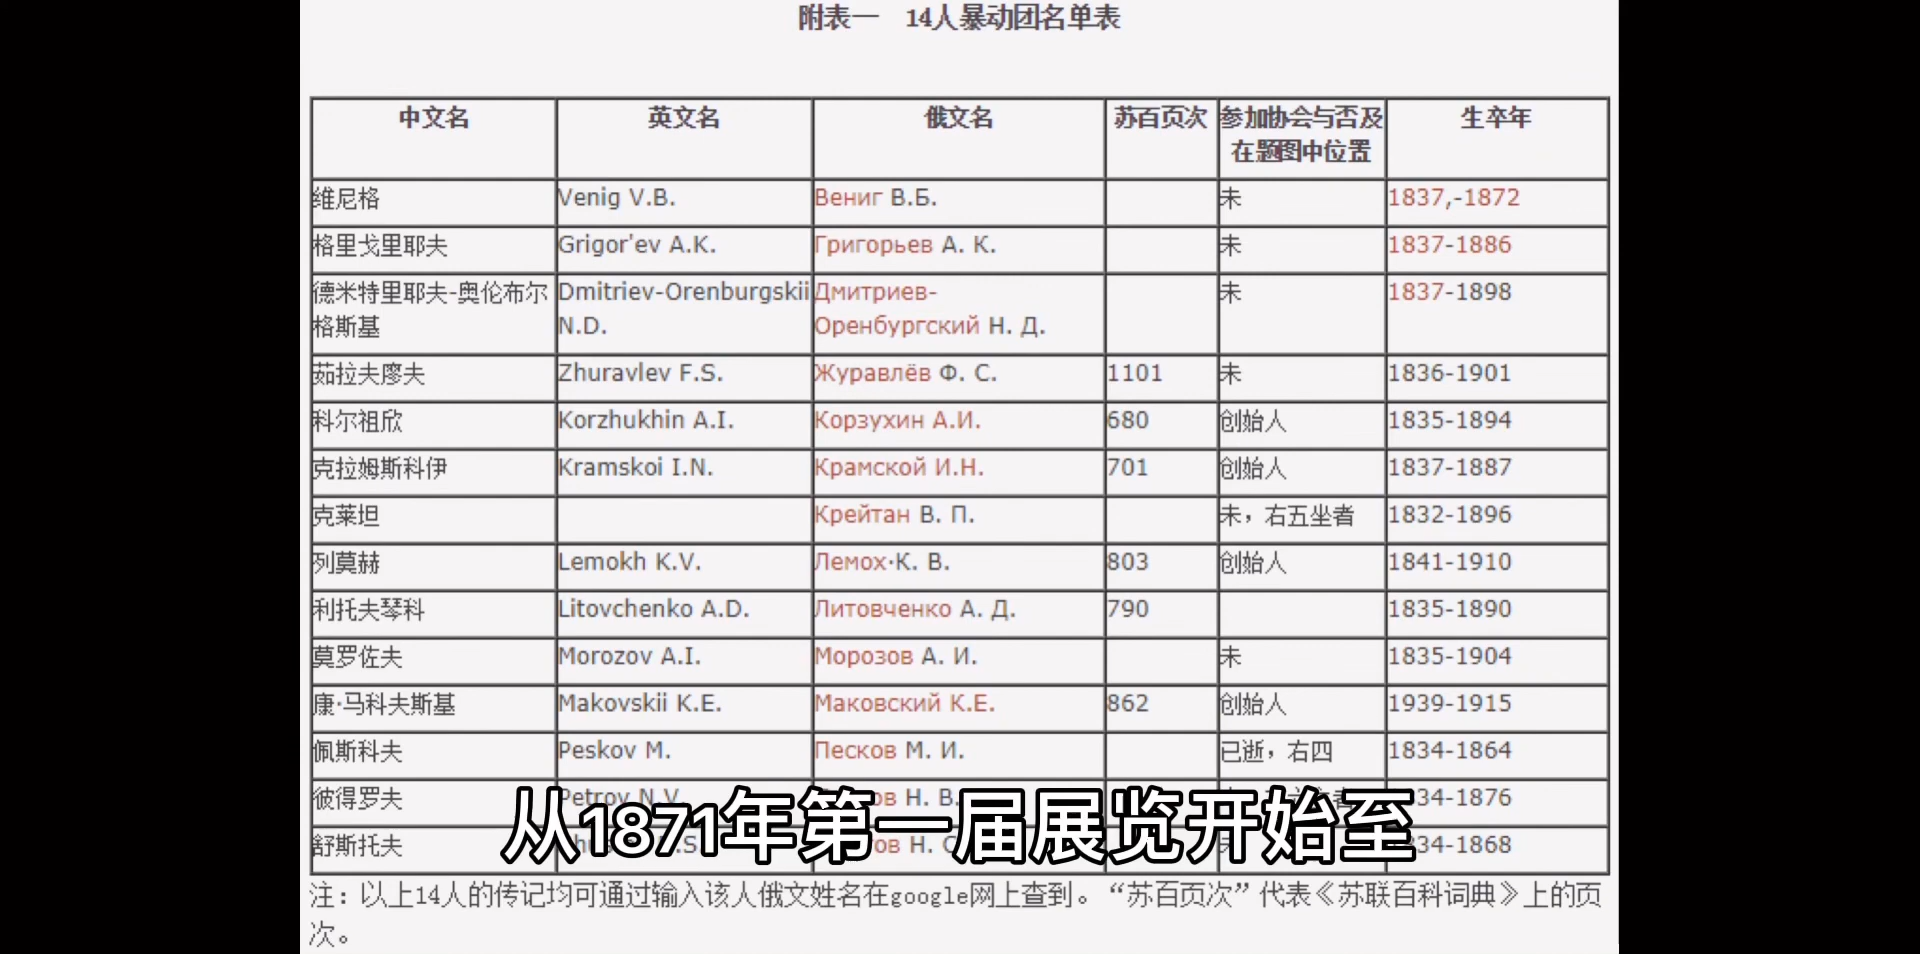 附表一 14人暴动团名单表
中文名 英文名 俄文名 苏百页次 参加协会与否及在题图中位置 生卒年
维尼格 Venig V.B. Вениг В.Б. 未 1837,-1872
格里戈里耶夫 Grigor'ev A.K. Григорьев А. К. 未 1837-1886
德米特里耶夫-奥伦布尔格斯基 Dmitriev-Orenburgskii N.D. Дмитриев-Оренбургский Н. Д. 未 1837-1898
茹拉夫廖夫 Zhuravlev F.S. Журавлёв Ф. С. 1101 未 1836-1901
科尔祖欣 Korzhukhin A.I. Корзухин А.И. 680 创始人 1835-1894
克拉姆斯科伊 Kramskoi I.N. Крамской И.Н. 701 创始人 1837-1887
克莱坦 Крейтан В. П. 未，右五坐者 1832-1896
列莫赫 Lemokh K.V. Лемох·К. В. 803 创始人 1841-1910
利托夫琴科 Litovchenko A.D. Литовченко А. Д. 790 1835-1890
莫罗佐夫 Morozov A.I. Морозов А. И. 未 1835-1904
康·马科夫斯基 Makovskii K.E. Маковский К.Е. 862 创始人 1939-1915
佩斯科夫 Peskov M. Песков М. И. 已逝，右四 1834-1864
彼得罗夫 Petrov N.V. Н. В.
舒斯托夫
从1871年第一届展览开始至
注：以上14人的传记均可通过输入该人俄文姓名在google网上查到。“苏百页次”代表《苏联百科词典》上的页
次。